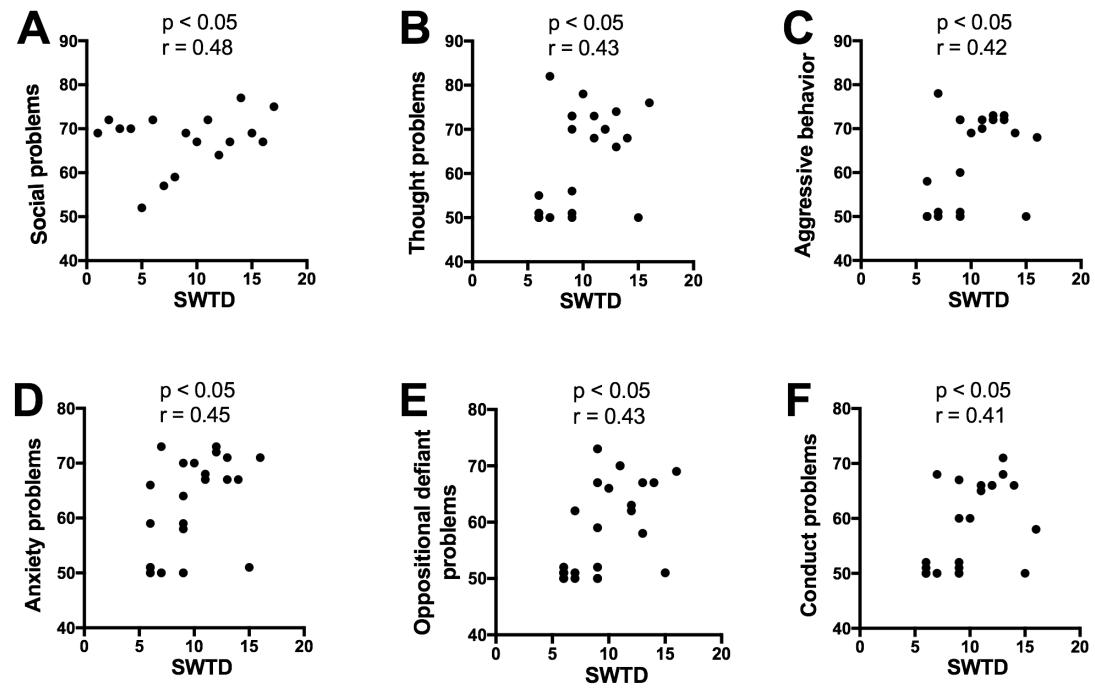 A
p < 0.05
r = 0.48
Social problems
90
80
70
60
50
40
0 5 10 15 20
SWTD
B
p < 0.05
r = 0.43
Thought problems
90
80
70
60
50
40
0 5 10 15 20
SWTD
C
p < 0.05
r = 0.42
Aggressive behavior
90
80
70
60
50
40
0 5 10 15 20
SWTD
D
p < 0.05
r = 0.45
Anxiety problems
80
70
60
50
40
0 5 10 15 20
SWTD
E
p < 0.05
r = 0.43
Oppositional defiant
problems
80
70
60
50
40
0 5 10 15 20
SWTD
F
p < 0.05
r = 0.41
Conduct problems
80
70
60
50
40
0 5 10 15 20
SWTD